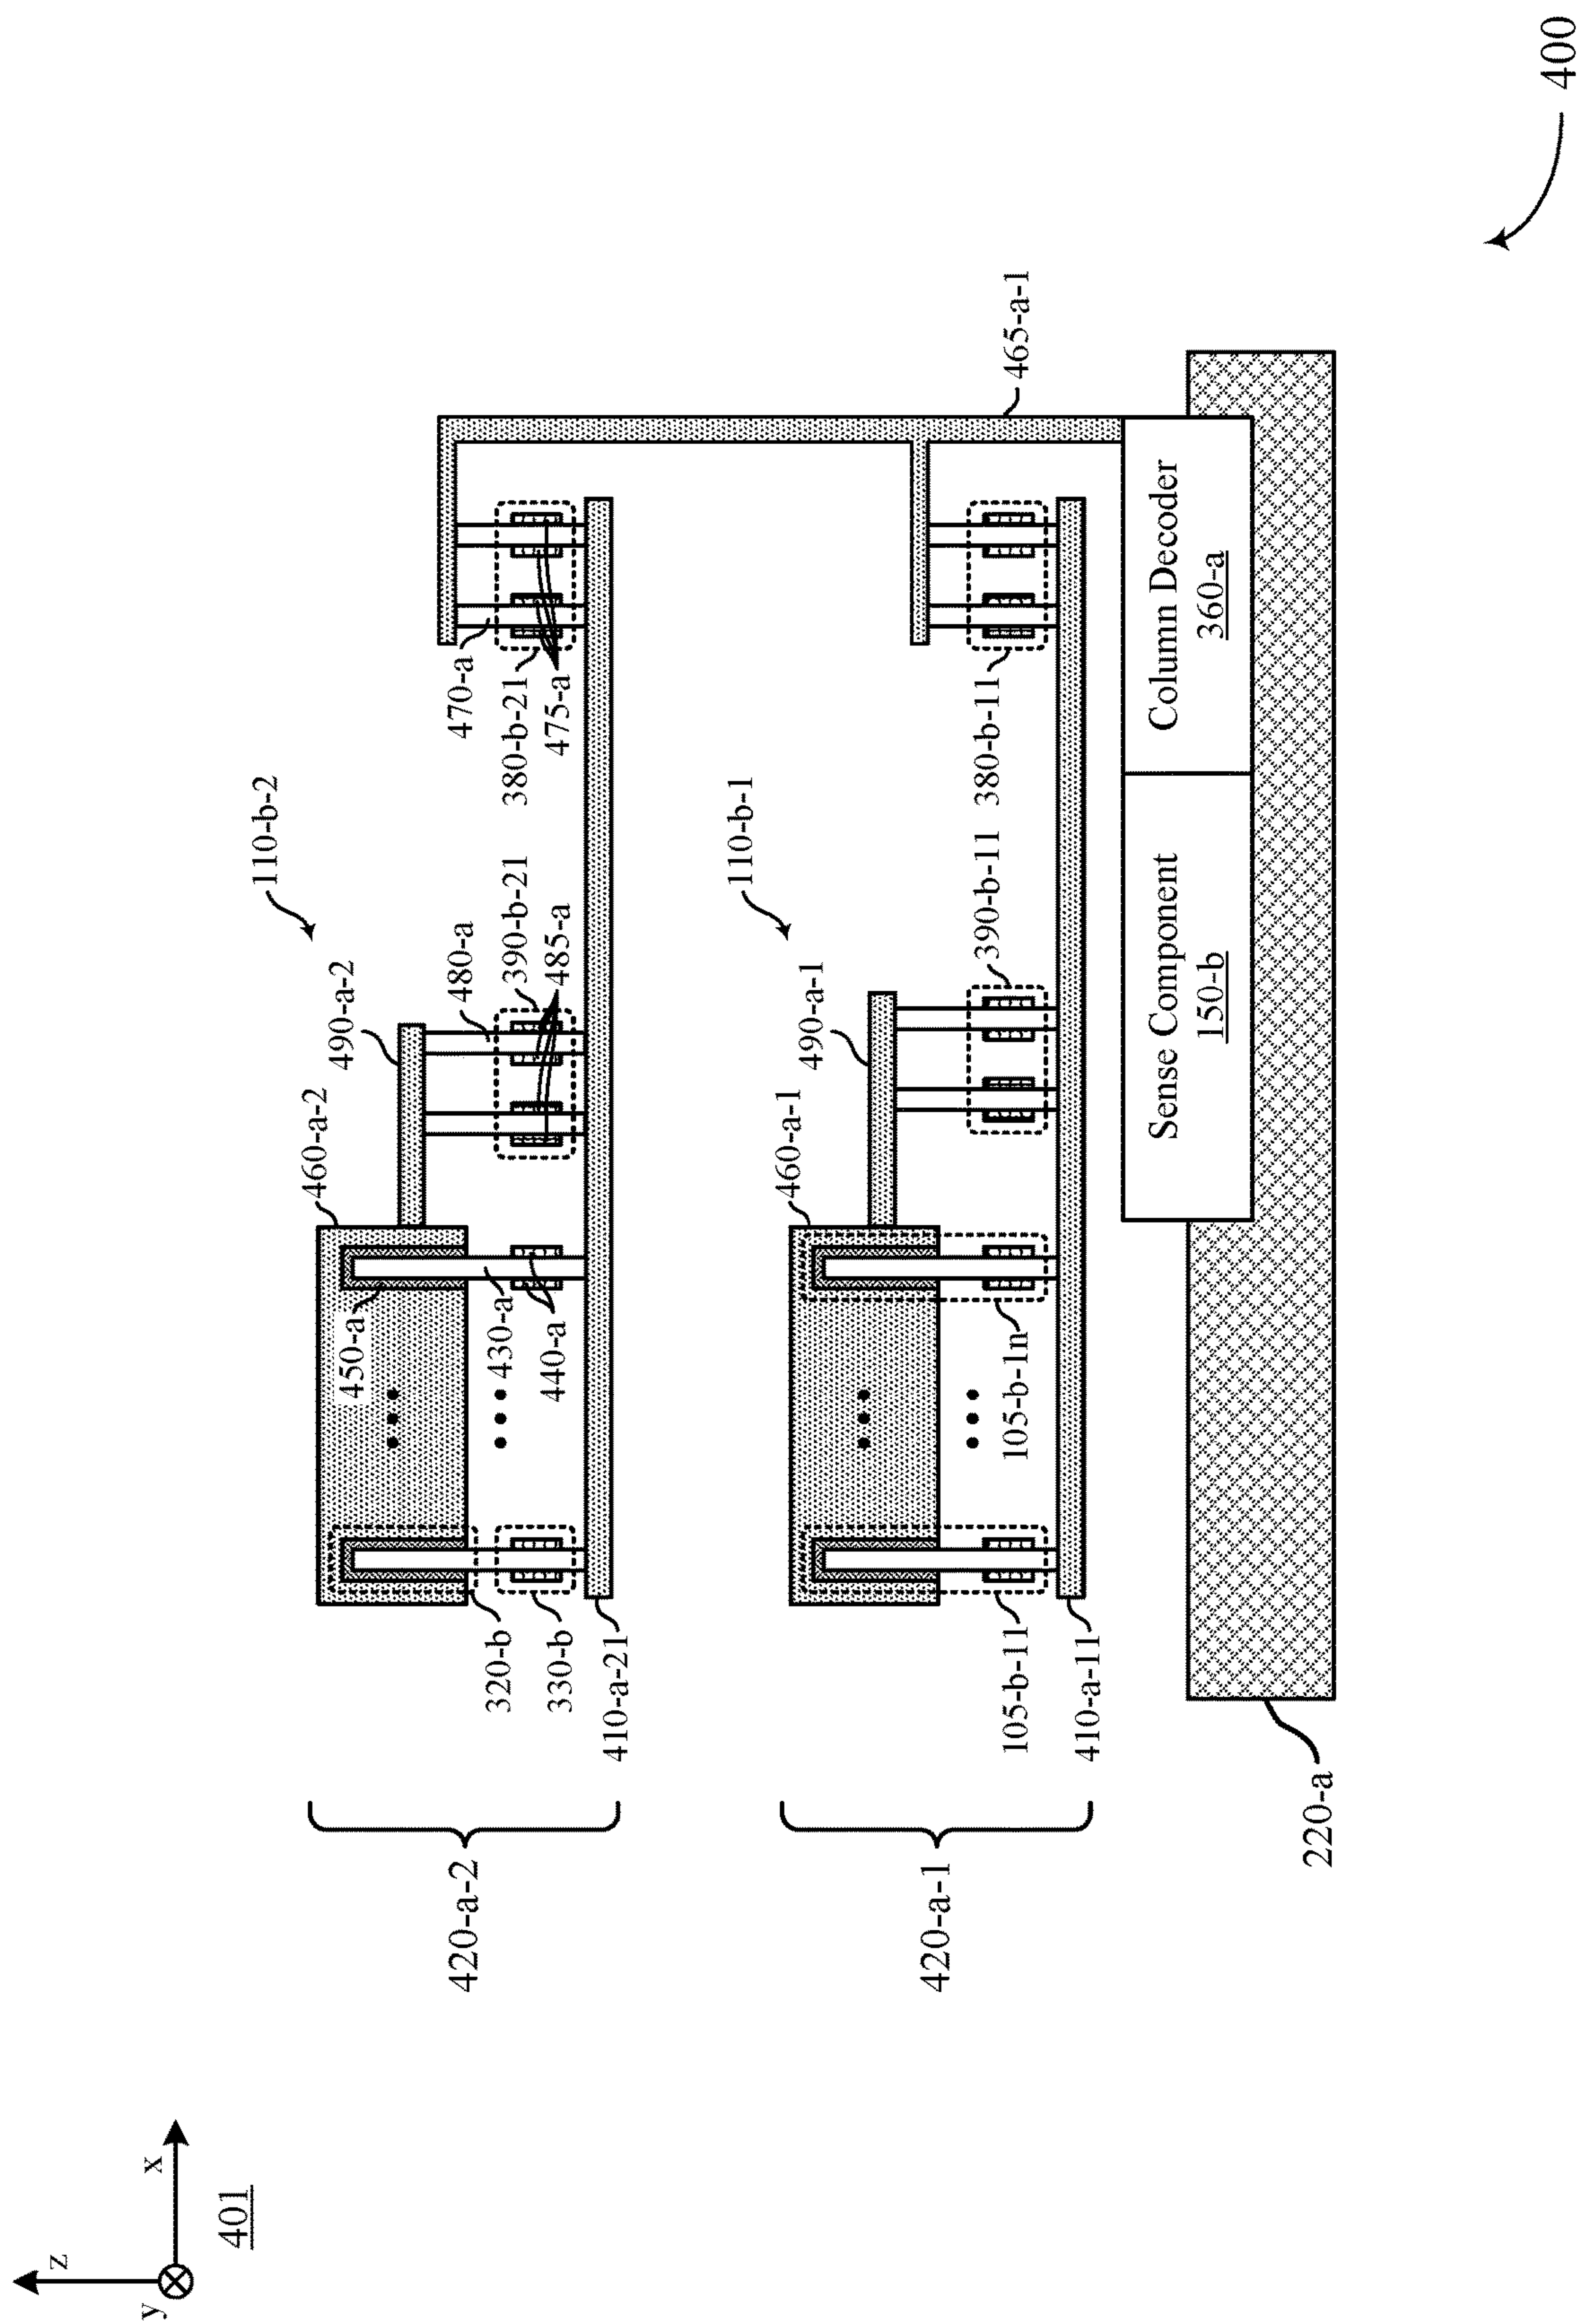 400
z
y
x
401
110-b-2
460-a-2
490-a-2
480-a
390-b-21
485-a
470-a
380-b-21
475-a
450-a
430-a
440-a
320-b
330-b
410-a-21
420-a-2
110-b-1
460-a-1
490-a-1
390-b-11
380-b-11
465-a-1
105-b-1n
105-b-11
410-a-11
420-a-1
Sense Component
150-b
Column Decoder
360-a
220-a